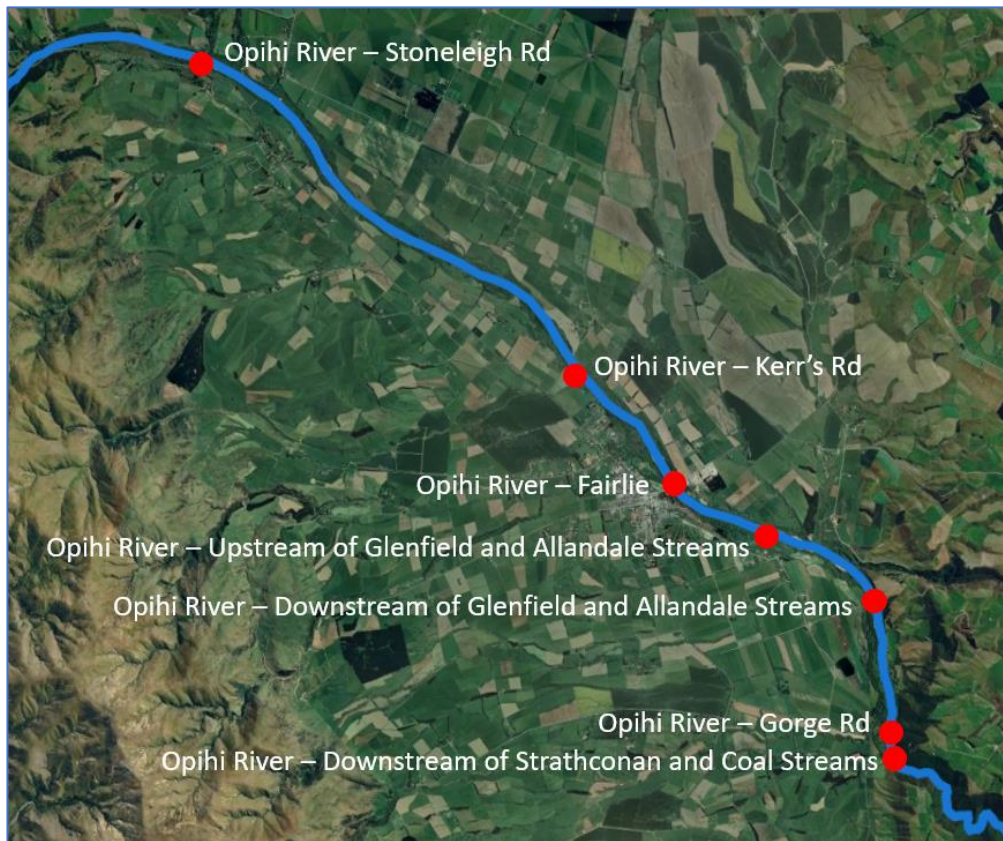 Opihi River – Stoneleigh Rd
Opihi River – Kerr's Rd
Opihi River – Fairlie
Opihi River – Upstream of Glenfield and Allandale Streams
Opihi River – Downstream of Glenfield and Allandale Streams
Opihi River – Gorge Rd
Opihi River – Downstream of Strathconan and Coal Streams